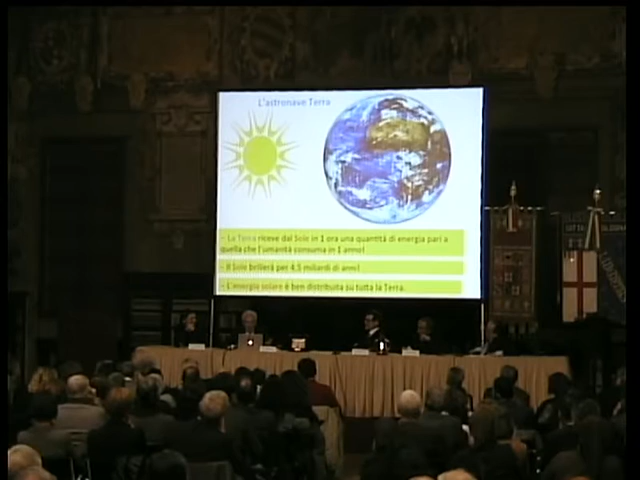 L'astronave Terra
- La Terra riceve dal Sole in 1 ora una quantità di energia pari a
quella che l'umanità consuma in 1 anno!
- Il Sole brillerà per 4,5 miliardi di anni!
- L'energia solare è ben distribuita su tutta la Terra.